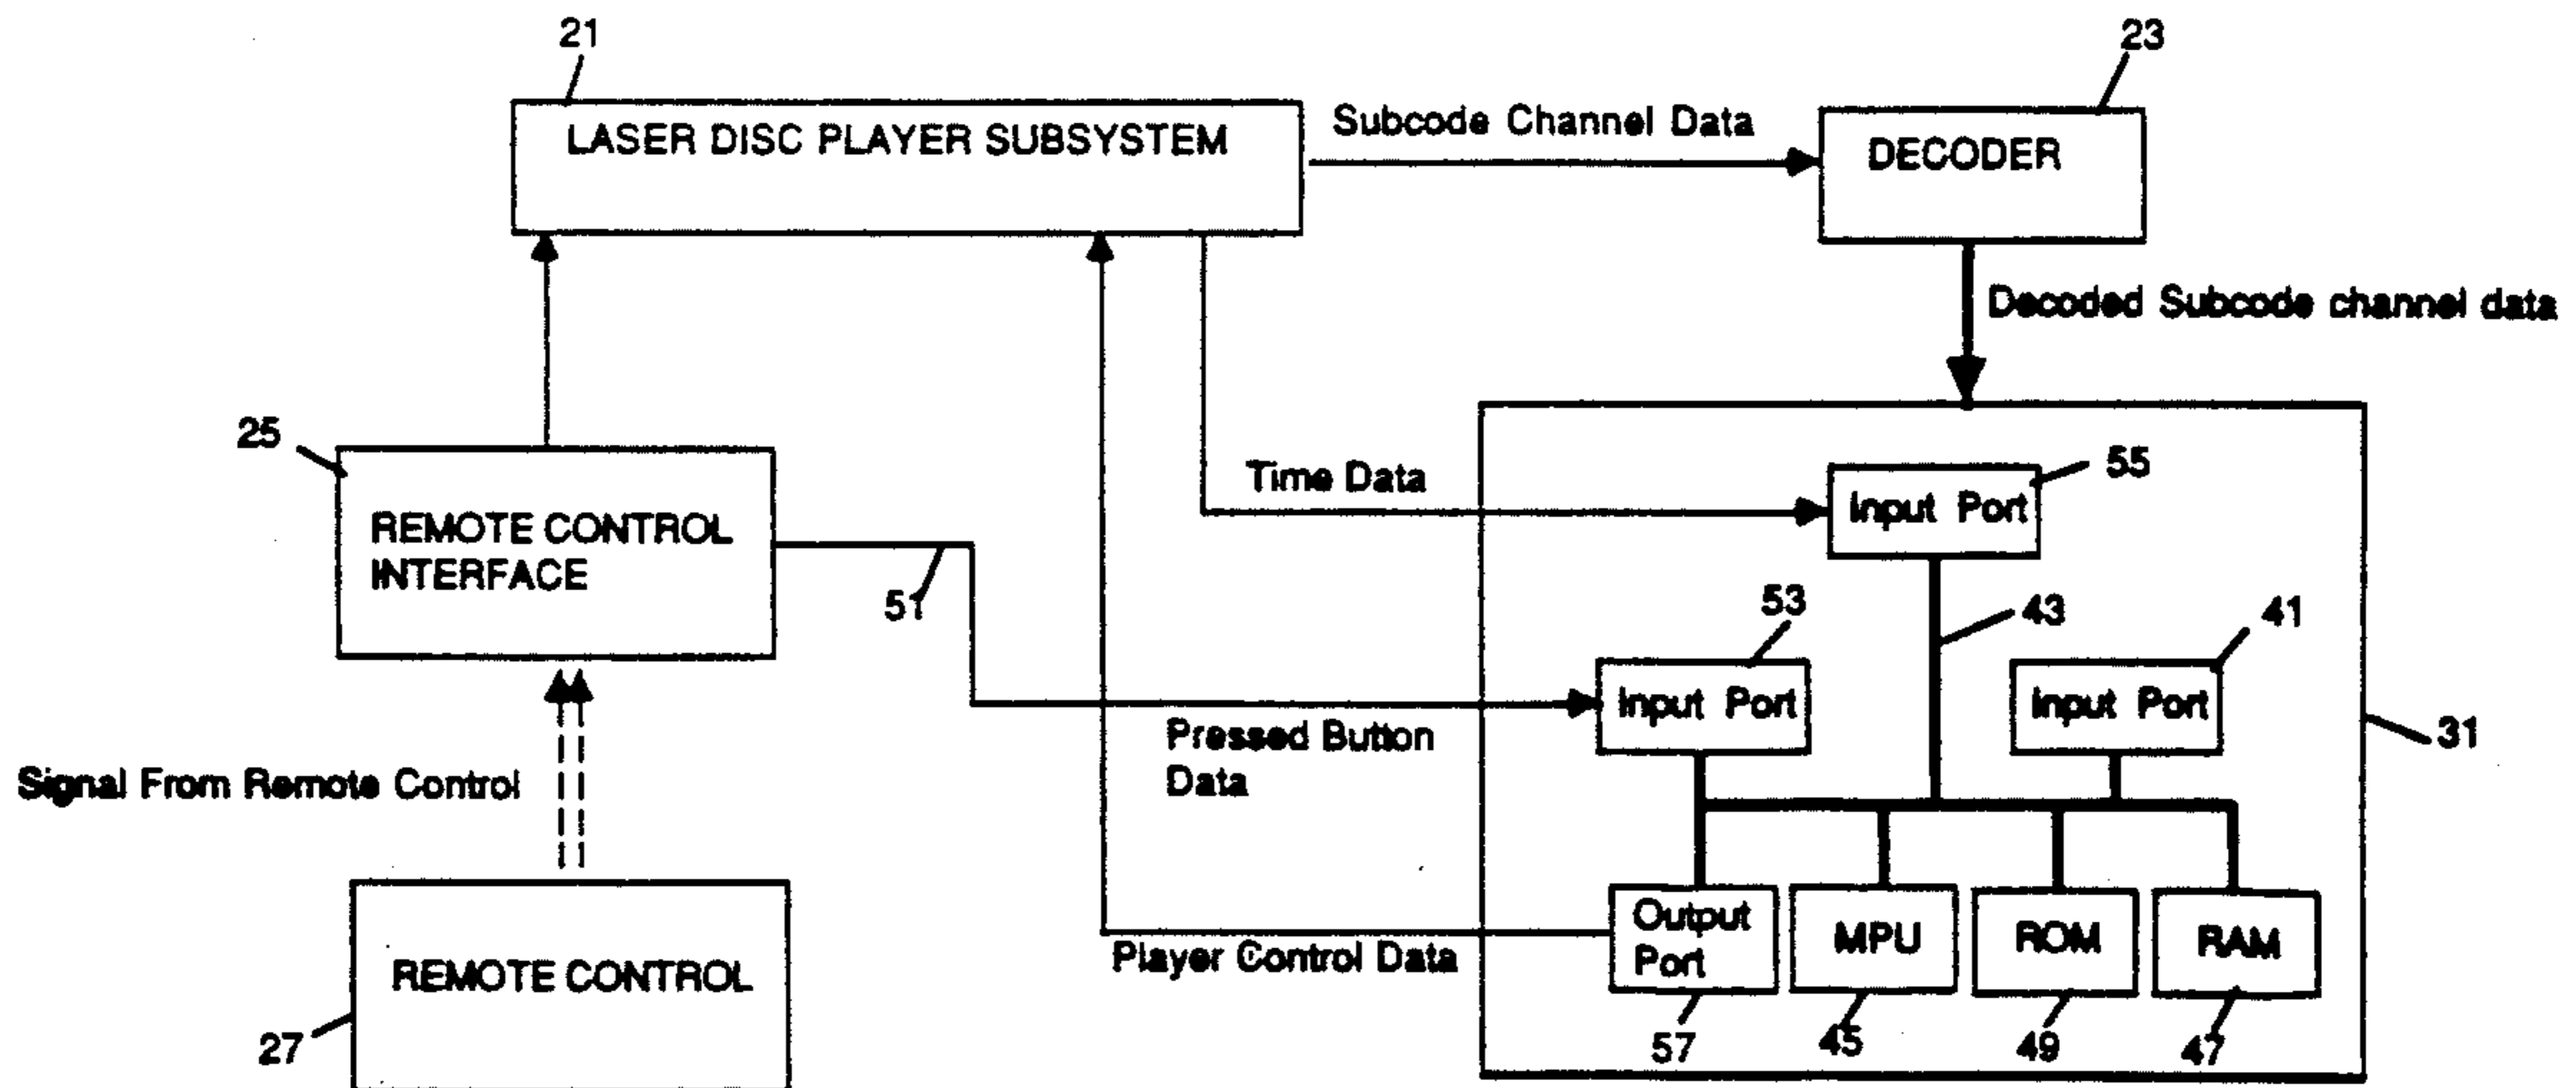 21
23
LASER DISC PLAYER SUBSYSTEM
Subcode Channel Data
DECODER
Decoded Subcode channel data
25
REMOTE CONTROL
INTERFACE
51
Time Data
55
Input Port
53
43
41
Input Port
Input Port
31
Pressed Button
Data
Signal From Remote Control
Output
Port
MPU
ROM
RAM
Player Control Data
REMOTE CONTROL
27
57
45
49
47